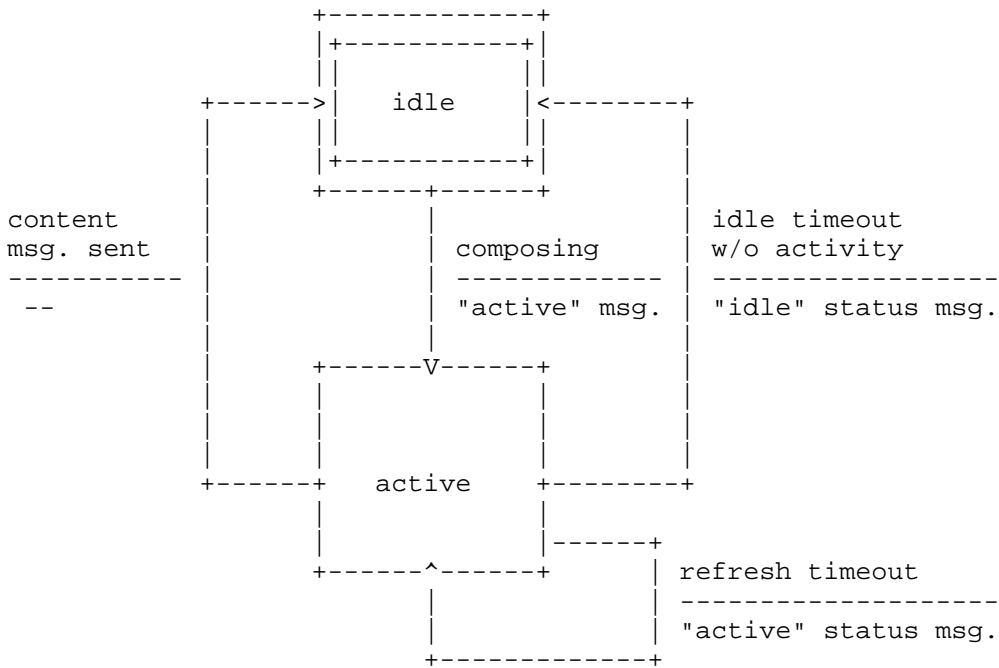 idle
content
msg. sent
-----------
--
composing
-------------
"active" msg.
idle timeout
w/o activity
------------------
"idle" status msg.
active
refresh timeout
--------------------
"active" status msg.